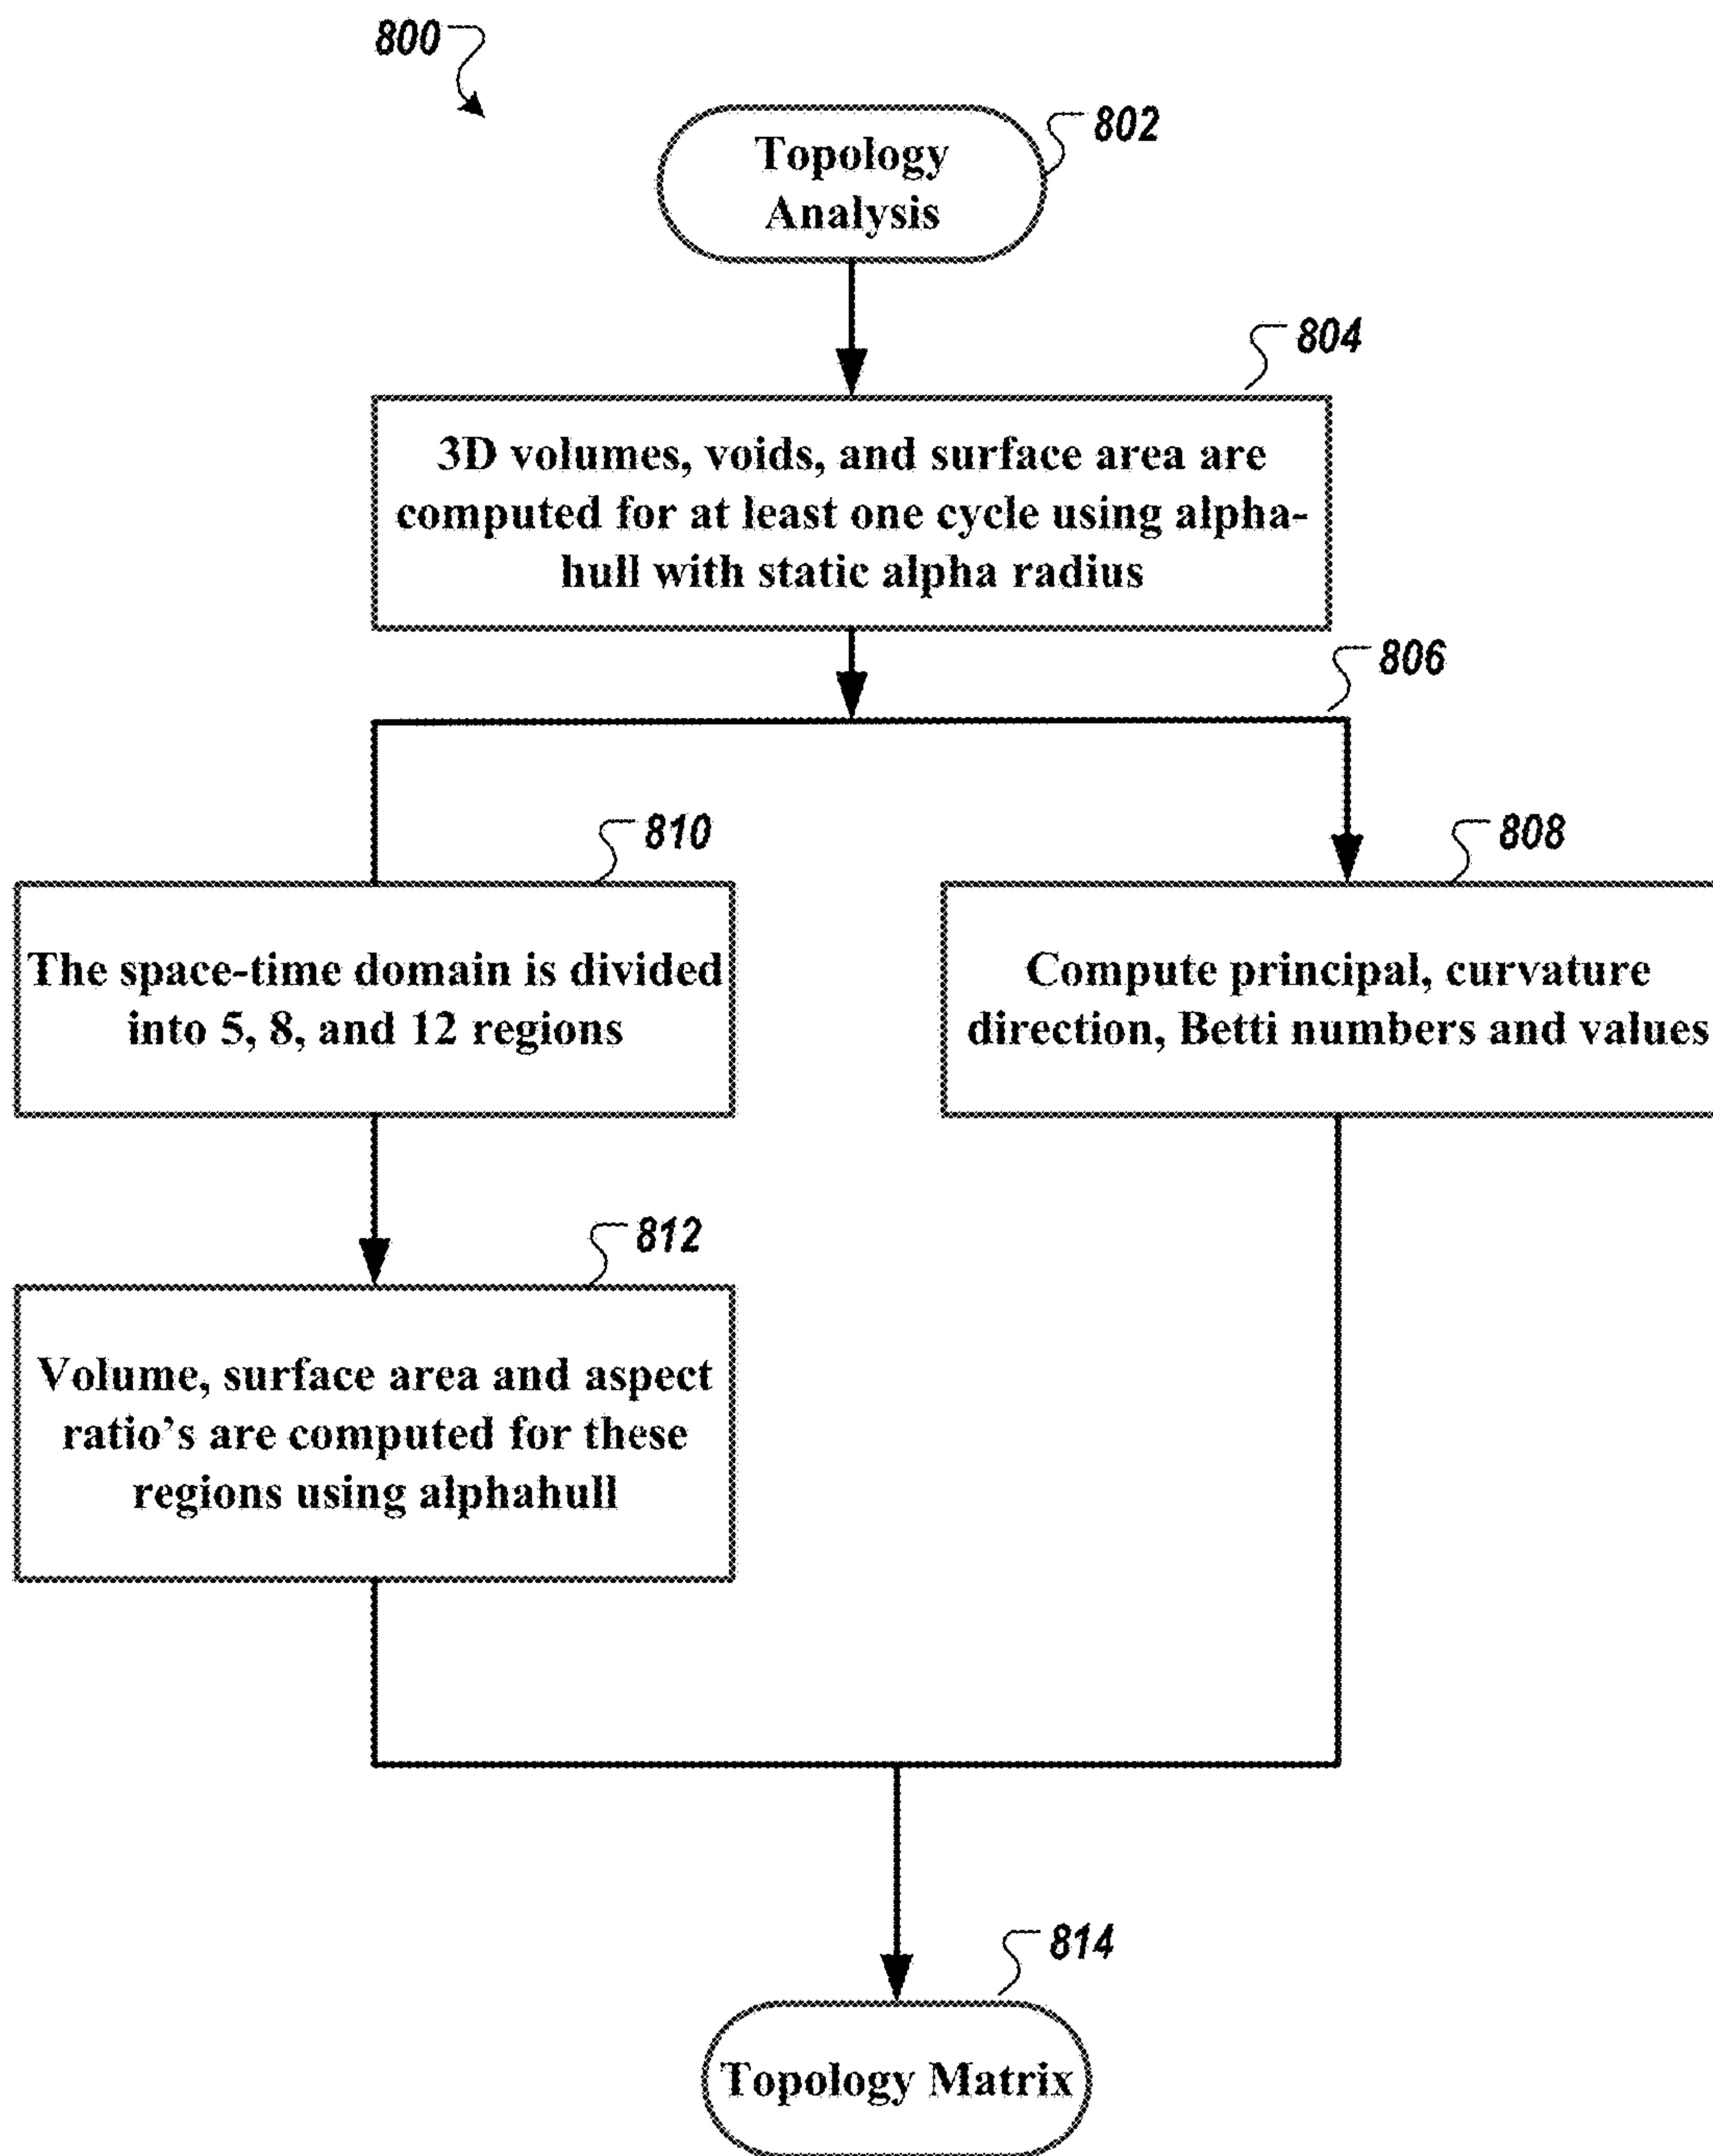 800
802
Topology
Analysis
804
3D volumes, voids, and surface area are
computed for at least one cycle using alpha-
hull with static alpha radius
806
810
808
The space-time domain is divided
into 5, 8, and 12 regions
Compute principal, curvature
direction, Betti numbers and values
812
Volume, surface area and aspect
ratio’s are computed for these
regions using alphahull
814
Topology Matrix